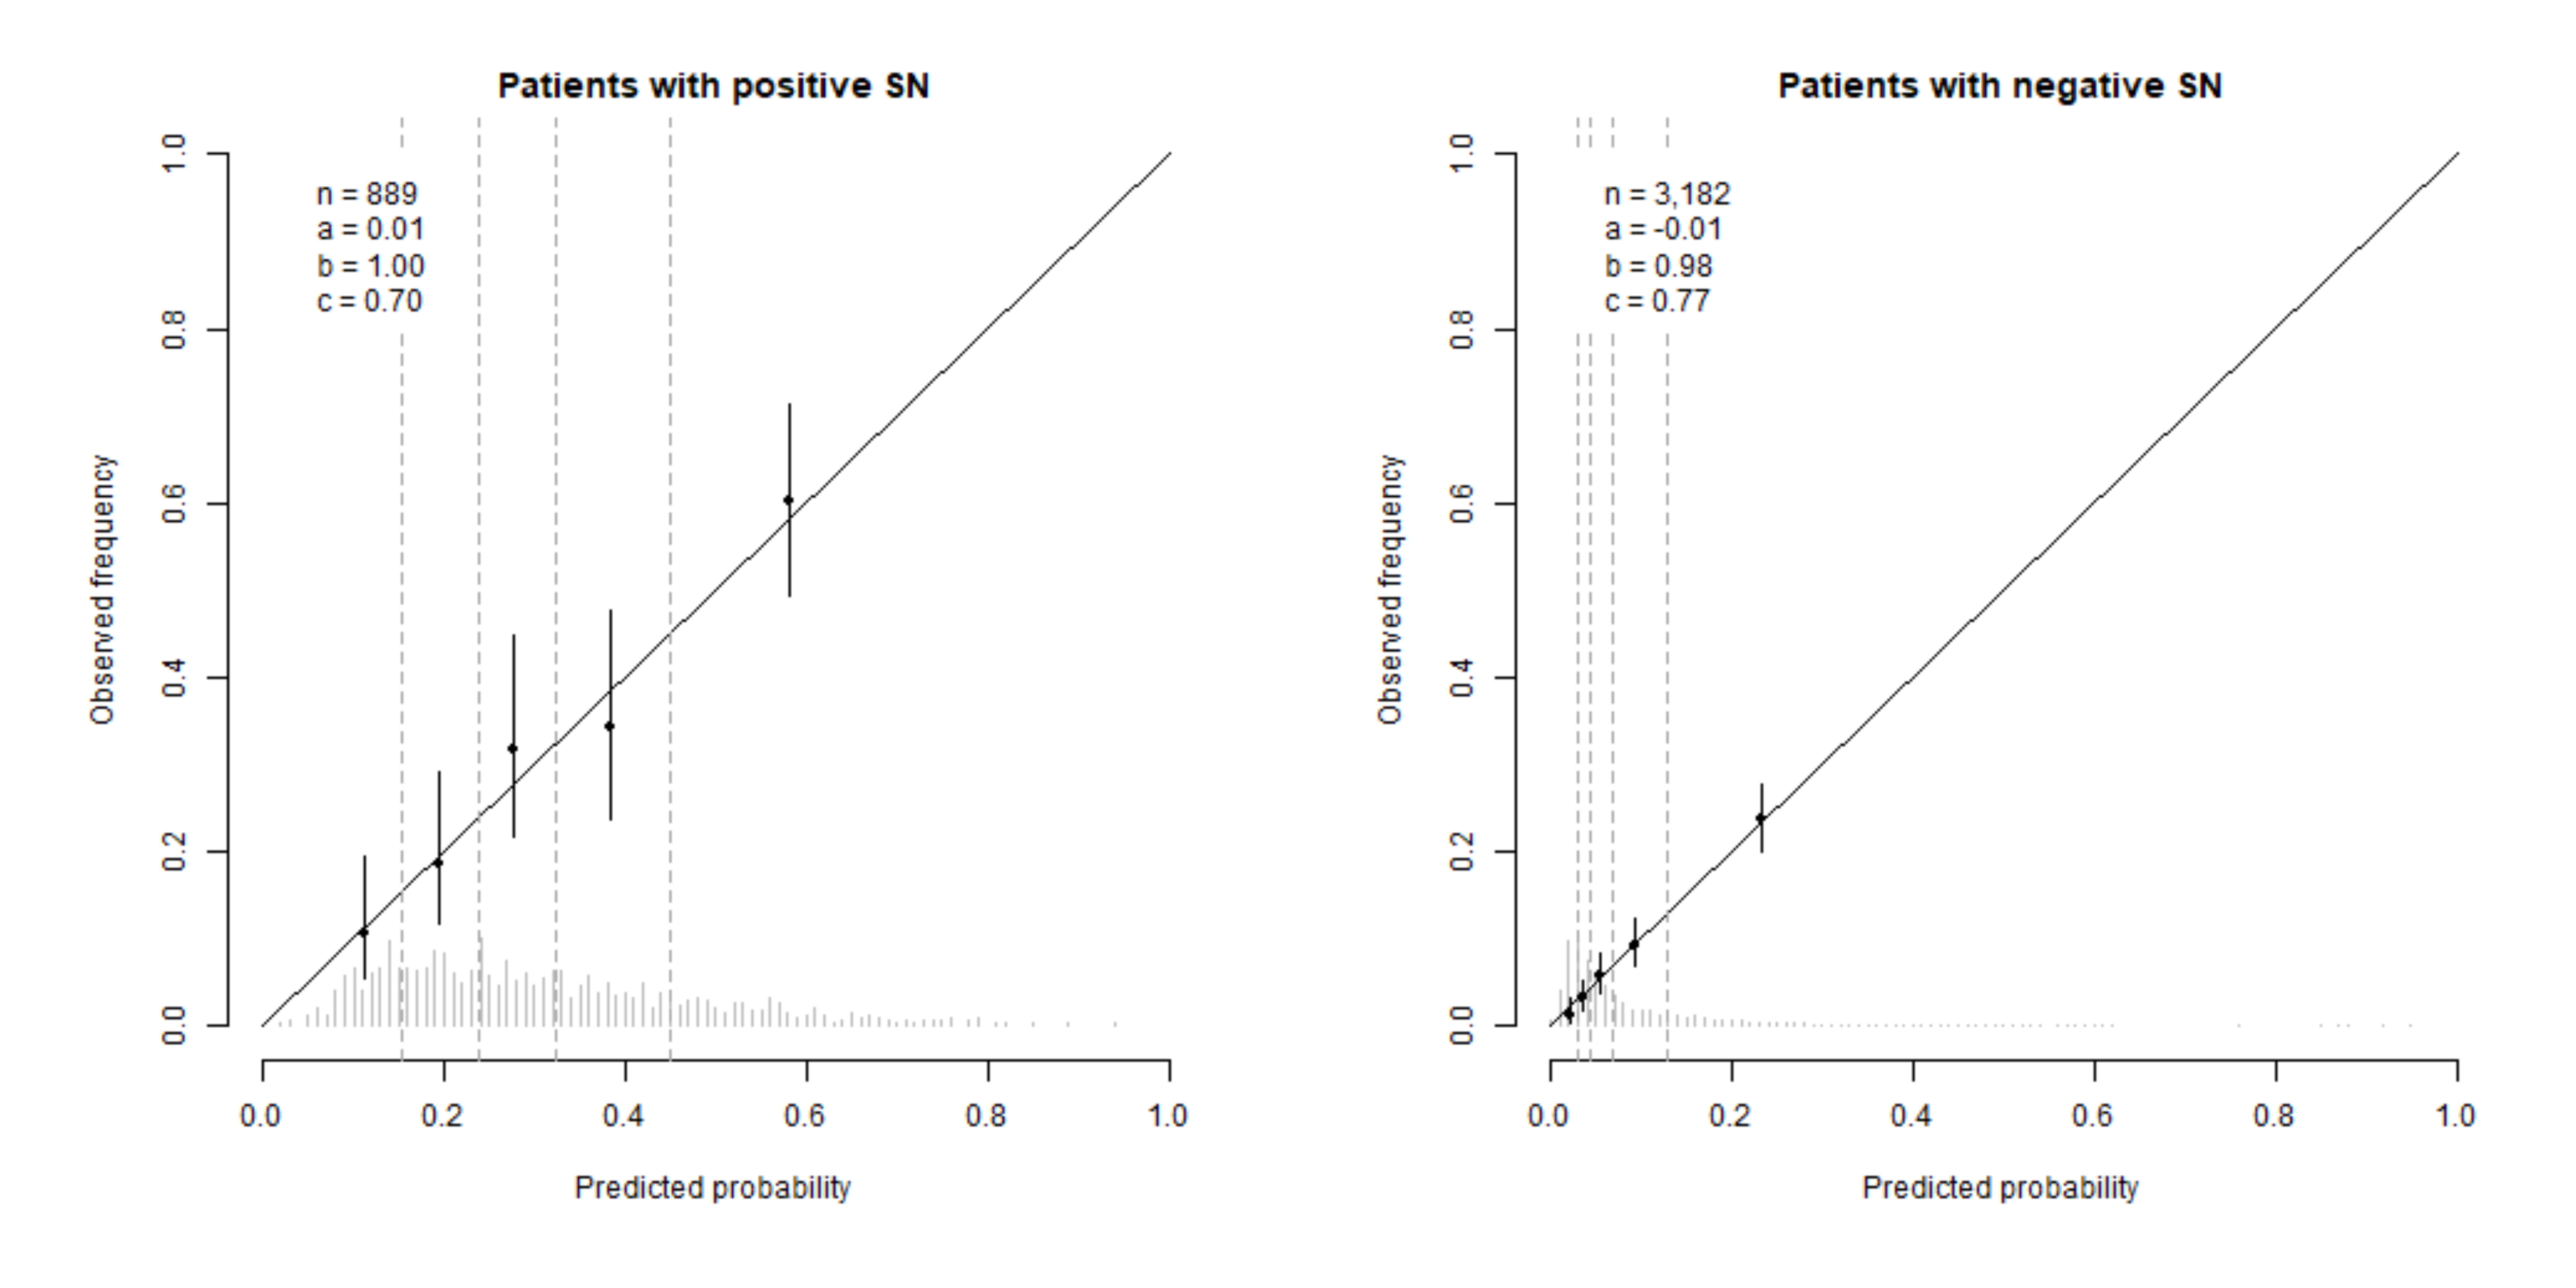 Patients with positive SN
n = 889
a = 0.01
b = 1.00
c = 0.70
Observed frequency
0.0
0.2
0.4
0.6
0.8
1.0
0.0 0.2 0.4 0.6 0.8 1.0
Predicted probability
Patients with negative SN
n = 3,182
a = -0.01
b = 0.98
c = 0.77
Observed frequency
0.0
0.2
0.4
0.6
0.8
1.0
0.0 0.2 0.4 0.6 0.8 1.0
Predicted probability